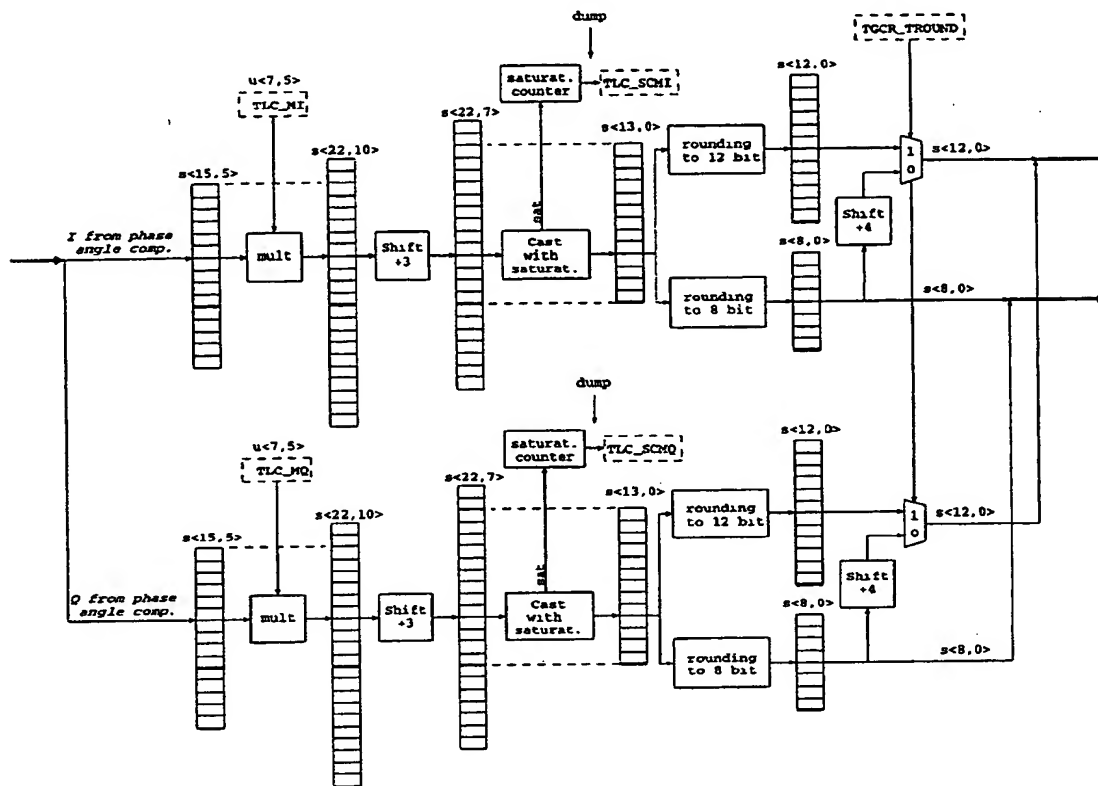 dump
TGCR_TROUND
u<7,5>
TLC_MI
saturat.
counter
TLC_SCMI
s<12,0>
s<22,7>
s<13,0>
s<22,10>
s<15,5>
rounding
to 12 bit
1
0
s<12,0>
I from phase
angle comp.
mult
Shift
+3
sat
Cast
with
saturat.
Shift
+4
s<8,0>
rounding
to 8 bit
s<8,0>
dump
u<7,5>
TLC_MQ
saturat.
counter
TLC_SCMQ
s<12,0>
s<22,7>
s<13,0>
s<22,10>
s<15,5>
rounding
to 12 bit
1
0
s<12,0>
Q from phase
angle comp.
mult
Shift
+3
sat
Cast
with
saturat.
Shift
+4
s<8,0>
rounding
to 8 bit
s<8,0>